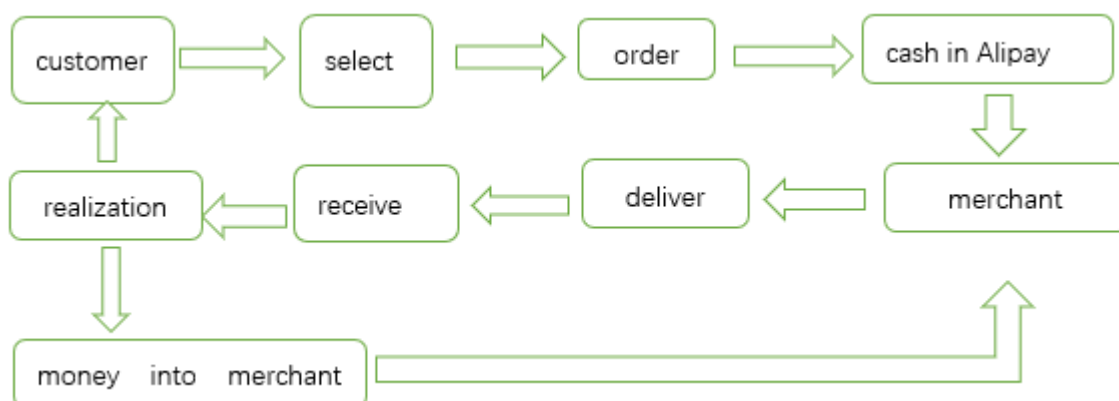 customer
select
order
cash in Alipay
realization
receive
deliver
merchant
money into merchant